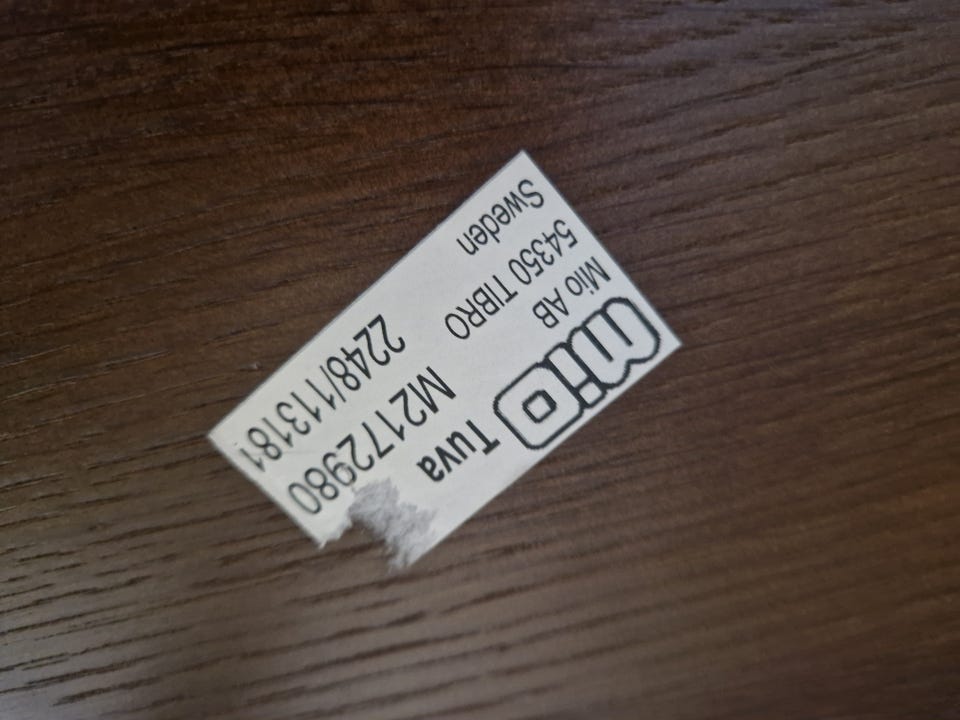 mio Tuva
Mio AB M2172980
54350 TIBRO
Sweden 2248/113181